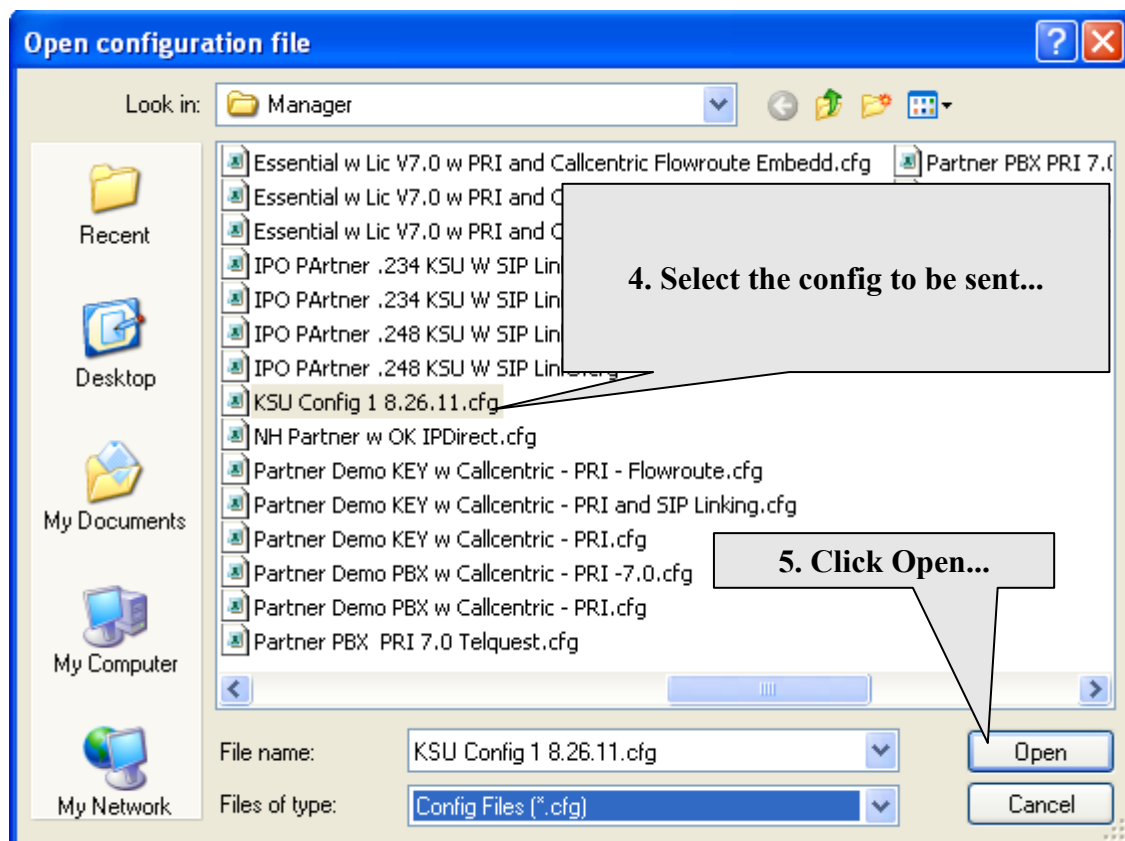 Open configuration file
Look in:
Manager
Recent
Desktop
My Documents
My Computer
My Network
Essential w Lic V7.0 w PRI and Callcentric Flowroute Embedd.cfg
Essential w Lic V7.0 w PRI and
Essential w Lic V7.0 w PRI and
IPO PArtner .234 KSU W SIP
IPO PArtner .234 KSU W SIP
IPO PArtner .248 KSU W SIP
IPO PArtner .248 KSU W SIP
KSU Config 1 8.26.11.cfg
NH Partner w OK IPDirect.cfg
Partner Demo KEY w Callcentric - PRI - Flowroute.cfg
Partner Demo KEY w Callcentric - PRI and SIP Linking.cfg
Partner Demo KEY w Callcentric - PRI.cfg
Partner Demo PBX w Callcentric - PRI -7.0.cfg
Partner Demo PBX w Callcentric - PRI.cfg
Partner PBX PRI 7.0 Telquest.cfg
Partner PBX PRI
4. Select the config to be sent...
5. Click Open...
File name:
KSU Config 1 8.26.11.cfg
Open
Files of type:
Config Files (*.cfg)
Cancel